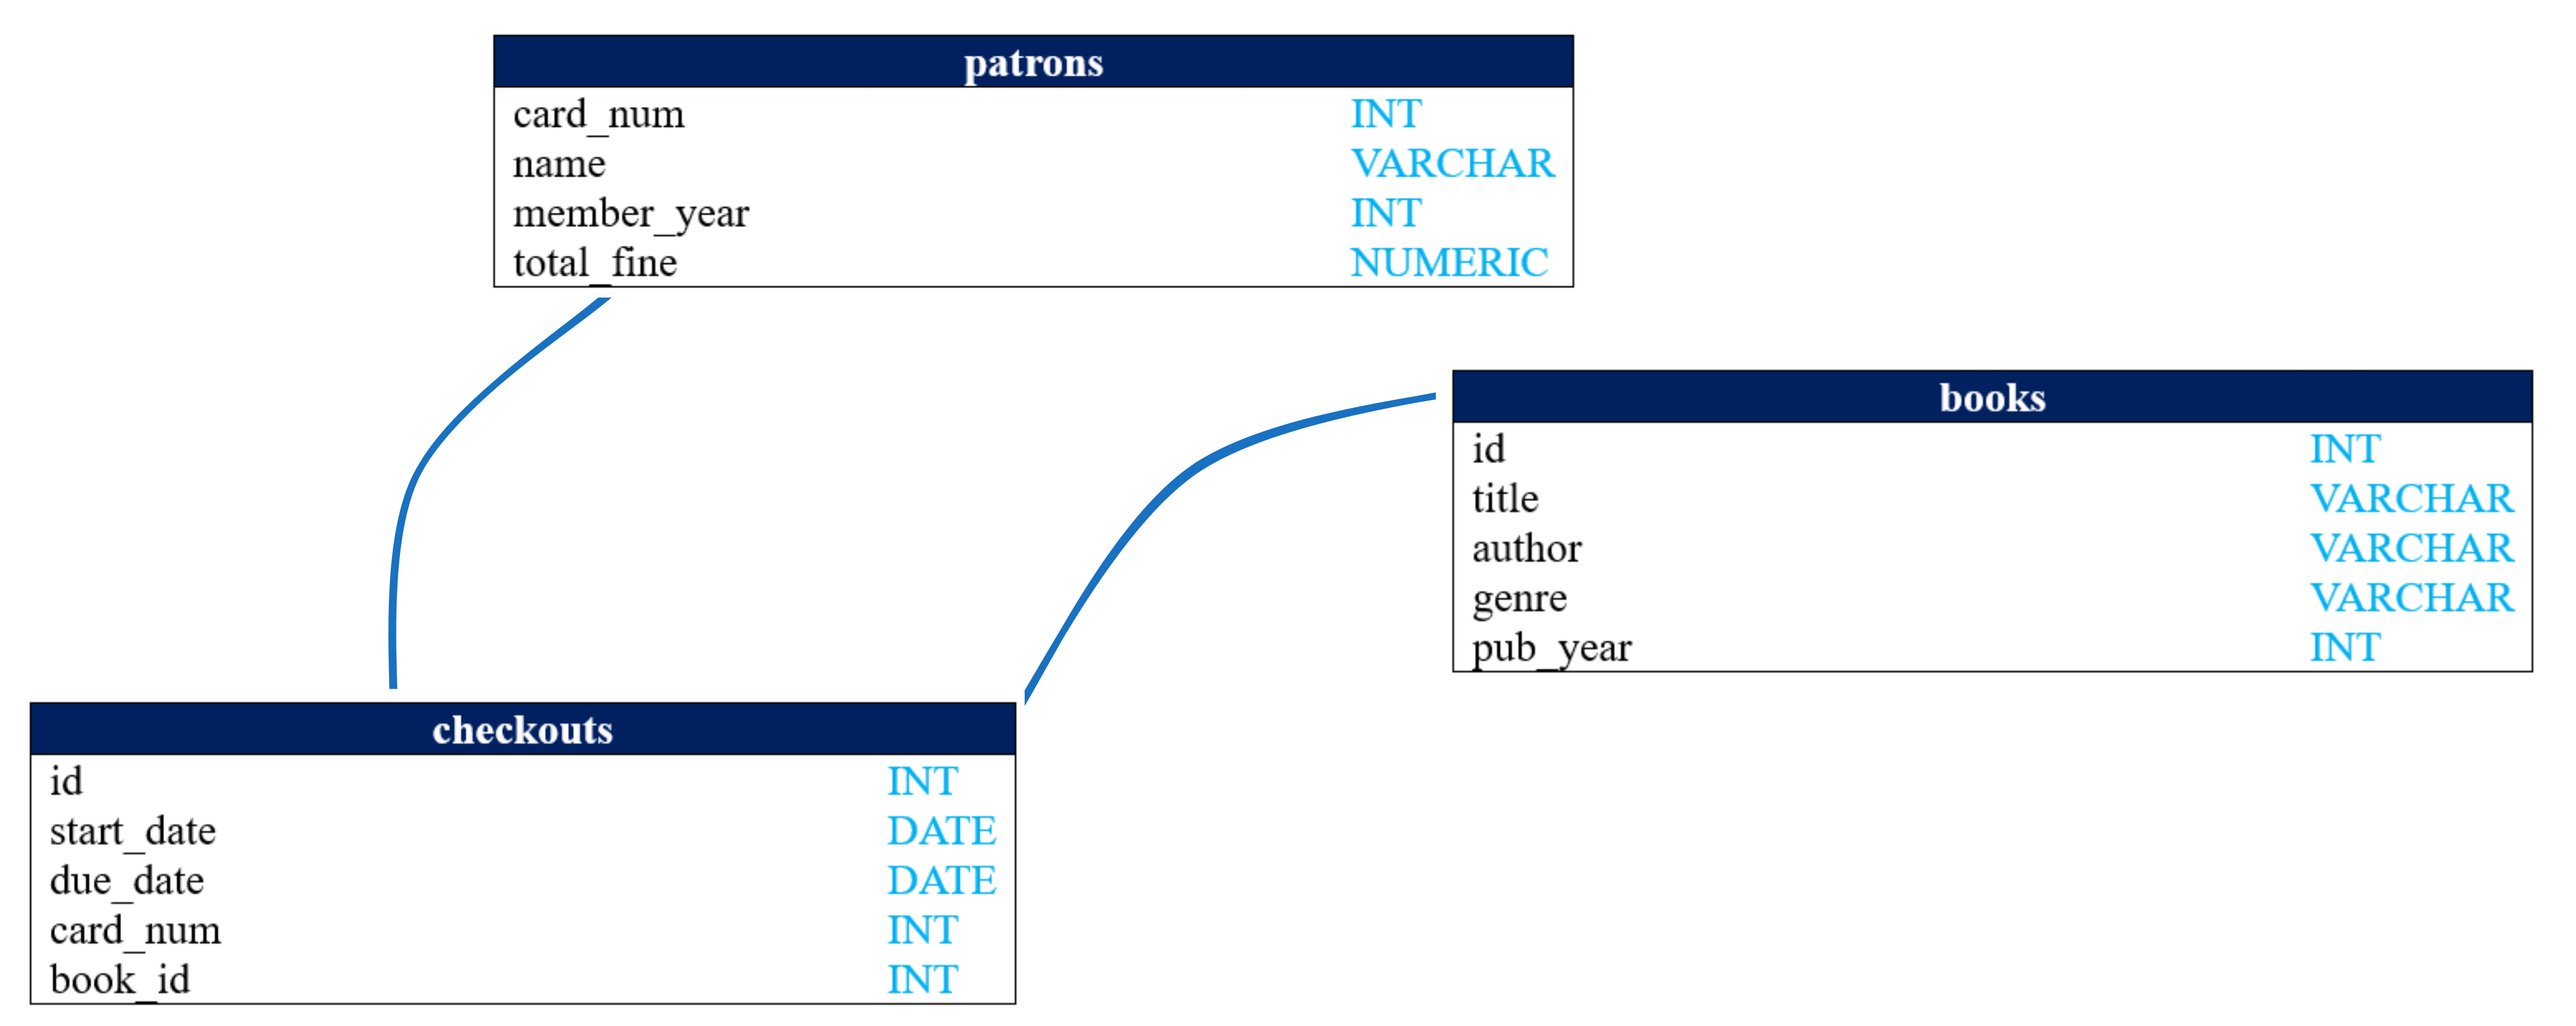 patrons
card_num INT
name VARCHAR
member_year INT
total_fine NUMERIC
books
id INT
title VARCHAR
author VARCHAR
genre VARCHAR
pub_year INT
checkouts
id INT
start_date DATE
due_date DATE
card_num INT
book_id INT